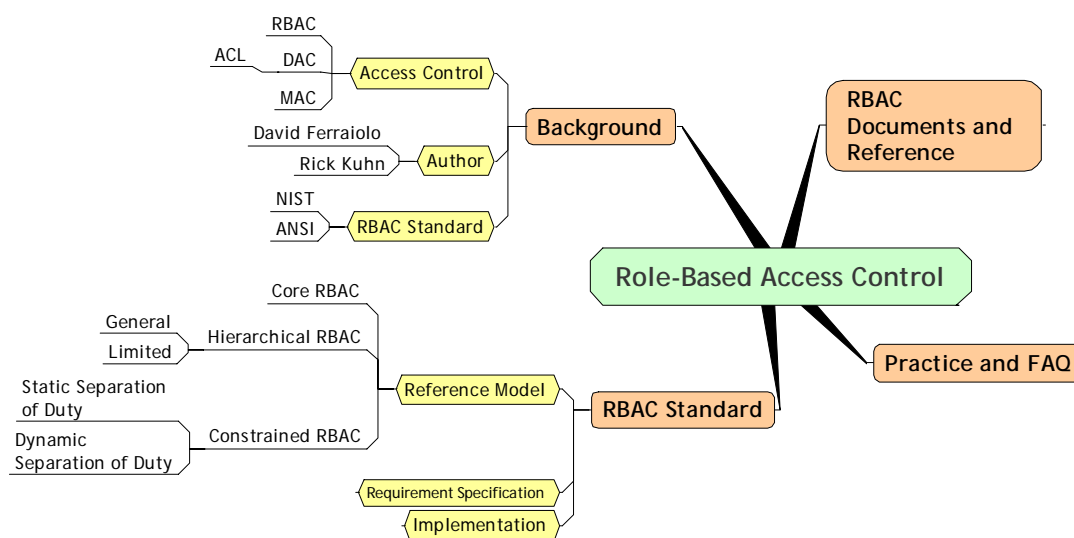 RBAC
ACL
DAC
MAC
Access Control
David Ferraiolo
Rick Kuhn
Author
NIST
ANSI
RBAC Standard
Background
RBAC
Documents and
Reference
Role-Based Access Control
Practice and FAQ
Core RBAC
General
Limited
Hierarchical RBAC
Static Separation
of Duty
Dynamic
Separation of Duty
Constrained RBAC
Reference Model
Requirement Specification
Implementation
RBAC Standard